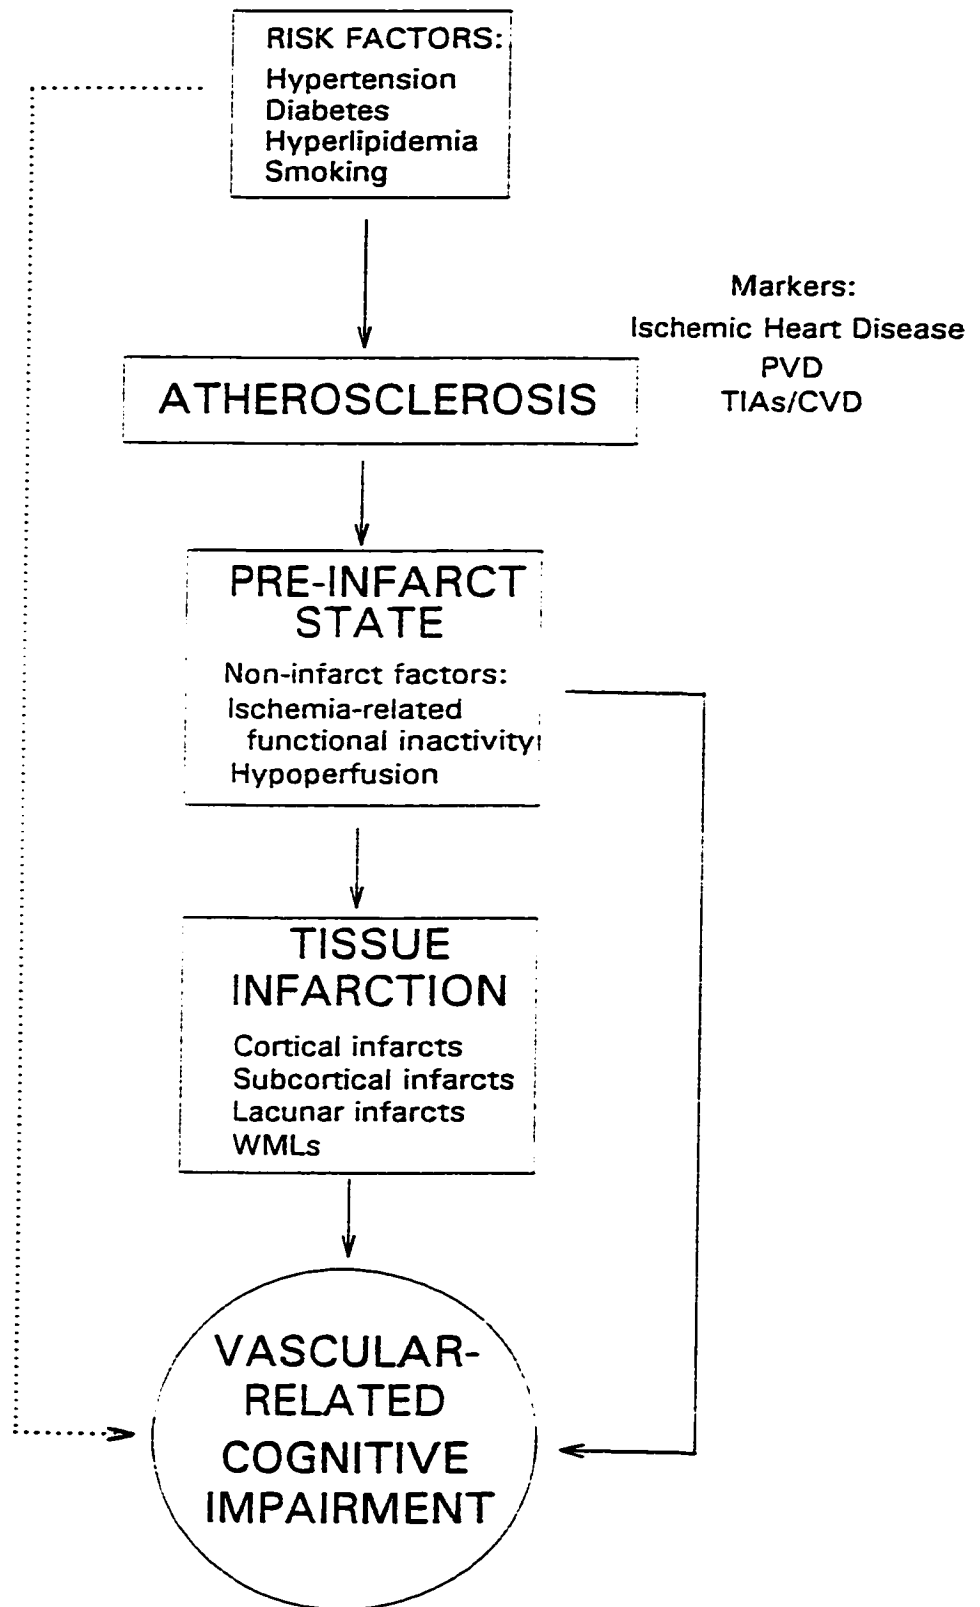 RISK FACTORS:
Hypertension
Diabetes
Hyperlipidemia
Smoking
Markers:
Ischemic Heart Disease
PVD
TIAs/CVD
ATHEROSCLEROSIS
PRE-INFARCT
STATE
Non-infarct factors:
Ischemia-related
functional inactivity
Hypoperfusion
TISSUE
INFARCTION
Cortical infarcts
Subcortical infarcts
Lacunar infarcts
WMLs
VASCULAR-
RELATED
COGNITIVE
IMPAIRMENT